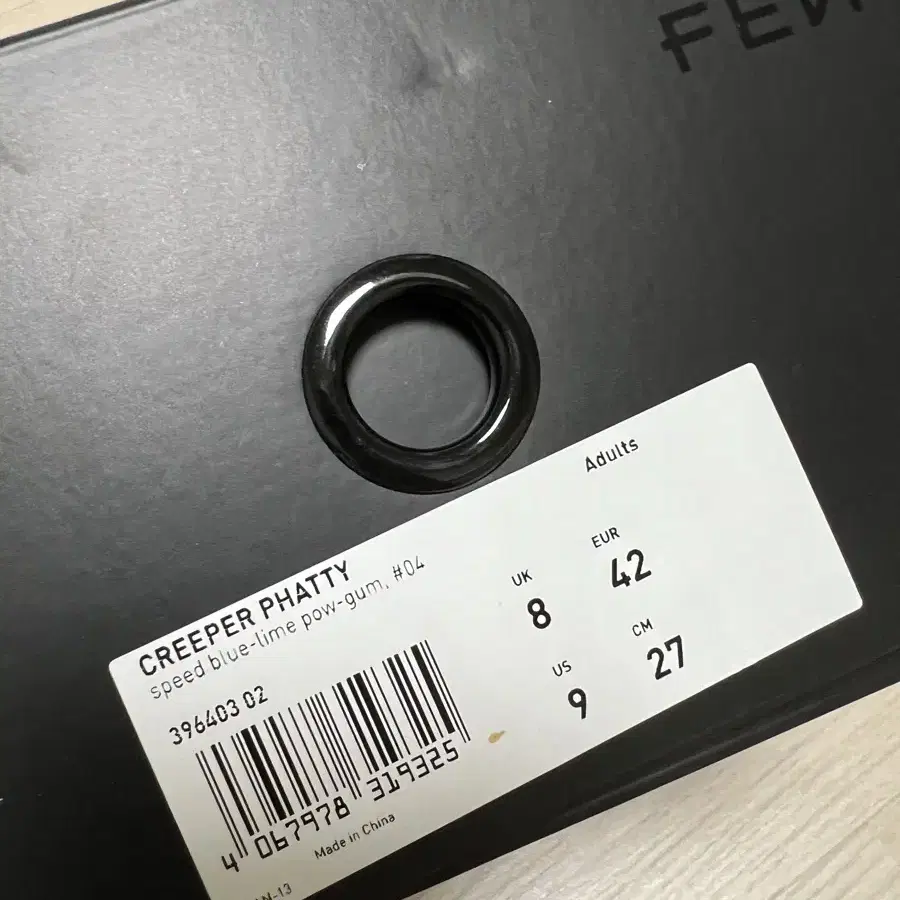 FEN
Adults
CREEPER PHATTY
speed blue-lime pow-gum, #04
396403 02
UK
8
EUR
42
US
9
CM
27
4 067978 319325
Made in China